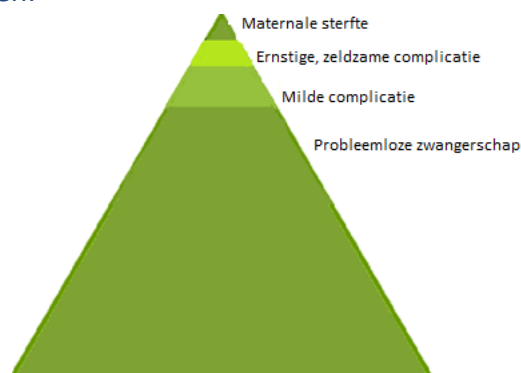 Maternale sterfte
Ernstige, zeldzame complicatie
Milde complicatie
Probleemloze zwangerschap